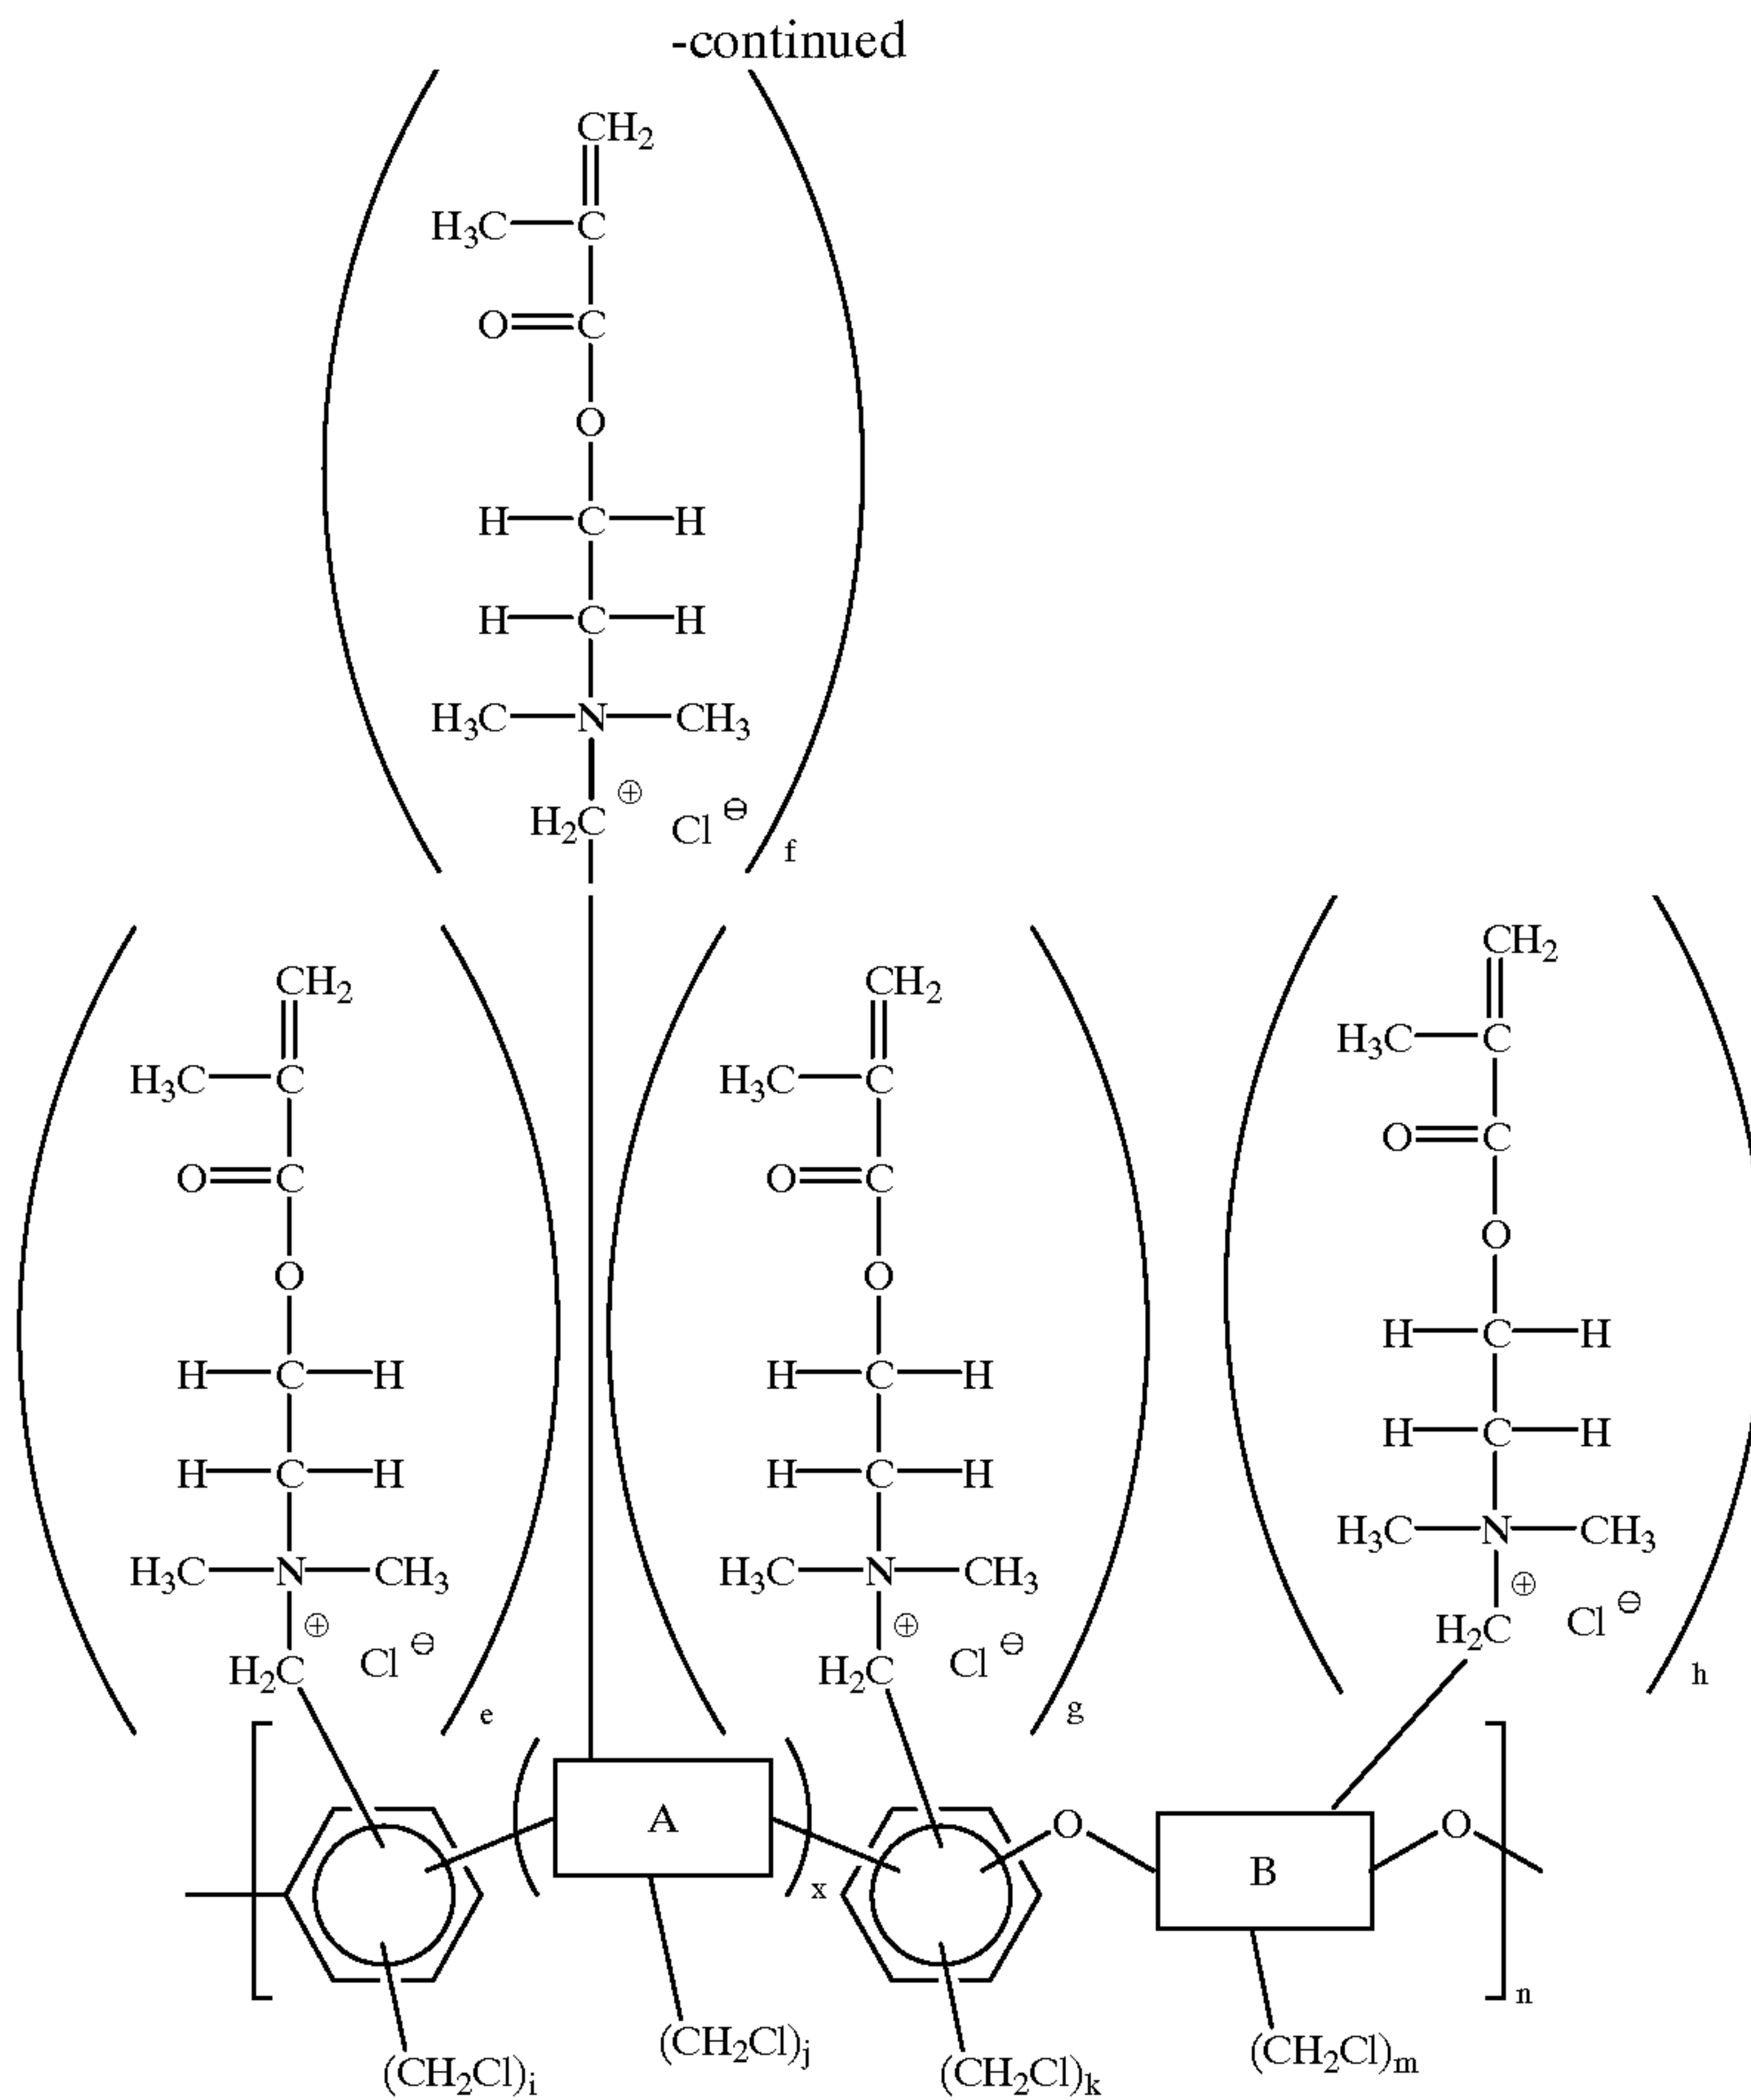 -continued
CH2
H3C C
O C
O
H C H
H C H
H3C N CH3
⊕
H2C Cl ⊖
f
CH2
H3C C
O C
O
H C H
H C H
H3C N CH3
⊕
H2C Cl ⊖
e
CH2
H3C C
O C
O
H C H
H C H
H3C N CH3
⊕
H2C Cl ⊖
g
CH2
H3C C
O C
O
H C H
H C H
H3C N CH3
⊕
H2C Cl ⊖
h
A x O B O n
(CH2Cl)i (CH2Cl)j (CH2Cl)k (CH2Cl)m